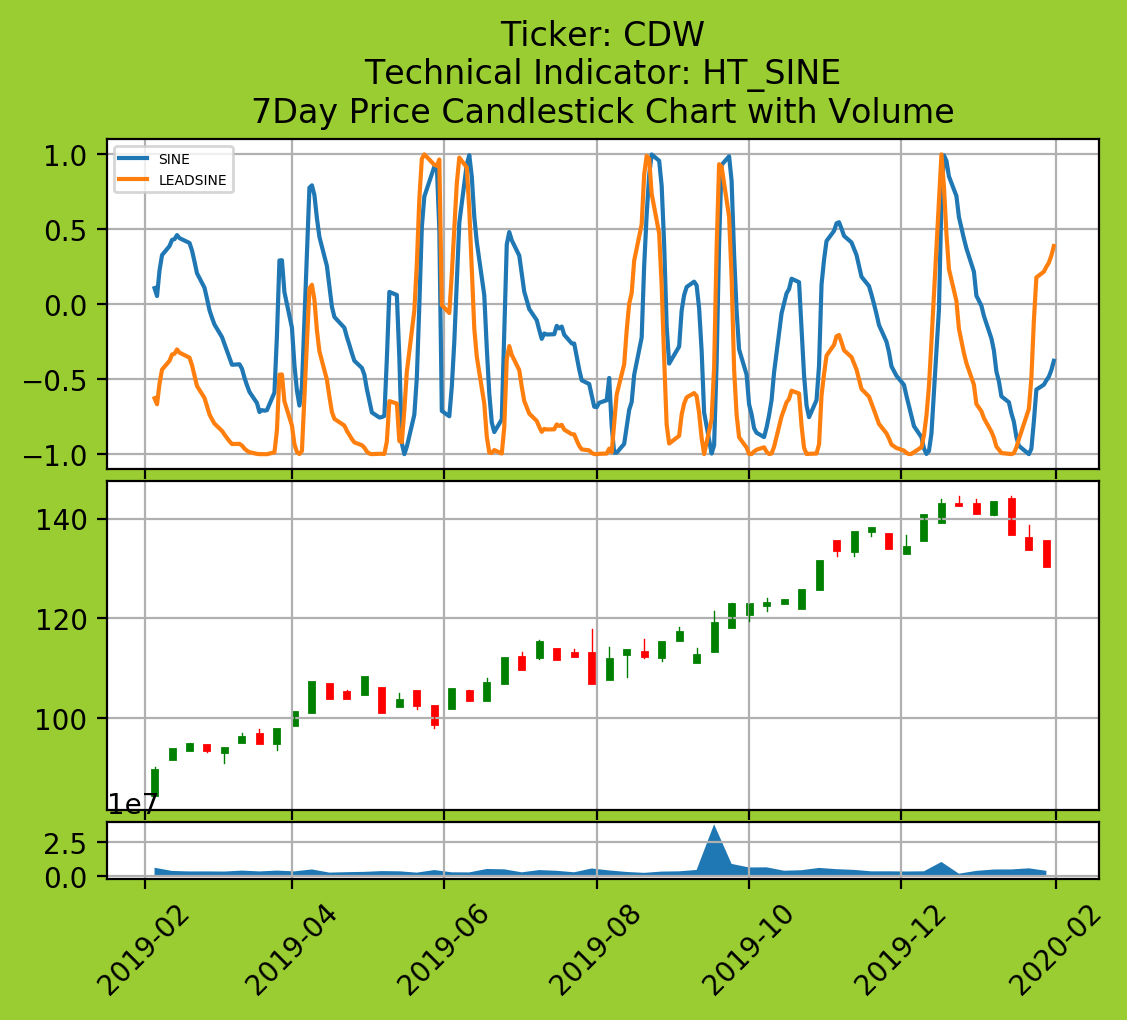 Ticker: CDW
Technical Indicator: HT_SINE
7Day Price Candlestick Chart with Volume
1.0
0.5
0.0
−0.5
−1.0
SINE
LEADSINE
140
120
100
1e7
2.5
0.0
2019-02
2019-04
2019-06
2019-08
2019-10
2019-12
2020-02